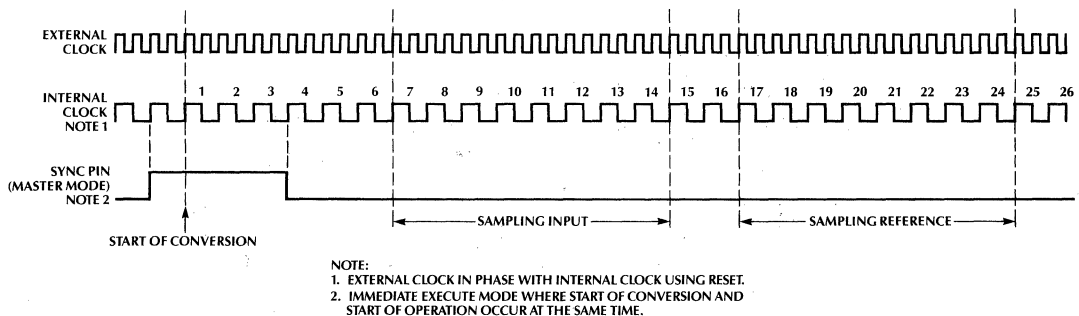 EXTERNAL
CLOCK
INTERNAL
CLOCK
NOTE 1
1 2 3 4 5 6 7 8 9 10 11 12 13 14 15 16 17 18 19 20 21 22 23 24 25 26
SYNC PIN
(MASTER MODE)
NOTE 2
SAMPLING INPUT
SAMPLING REFERENCE
START OF CONVERSION
NOTE:
1. EXTERNAL CLOCK IN PHASE WITH INTERNAL CLOCK USING RESET.
2. IMMEDIATE EXECUTE MODE WHERE START OF CONVERSION AND
START OF OPERATION OCCUR AT THE SAME TIME.